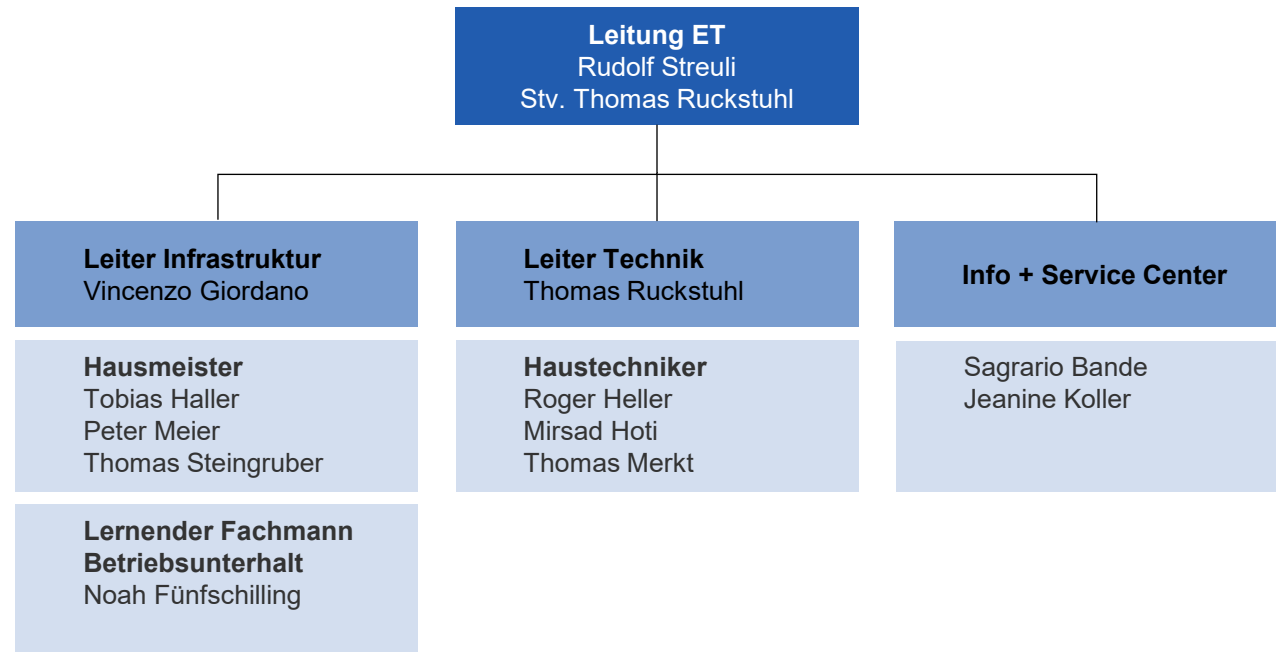 Leitung ET
Rudolf Streuli
Stv. Thomas Ruckstuhl
Leiter Infrastruktur
Vincenzo Giordano
Hausmeister
Tobias Haller
Peter Meier
Thomas Steingruber
Lernender Fachmann
Betriebsunterhalt
Noah Fünfschilling
Leiter Technik
Thomas Ruckstuhl
Haustechniker
Roger Heller
Mirsad Hoti
Thomas Merkt
Info + Service Center
Sagrario Bande
Jeanine Koller